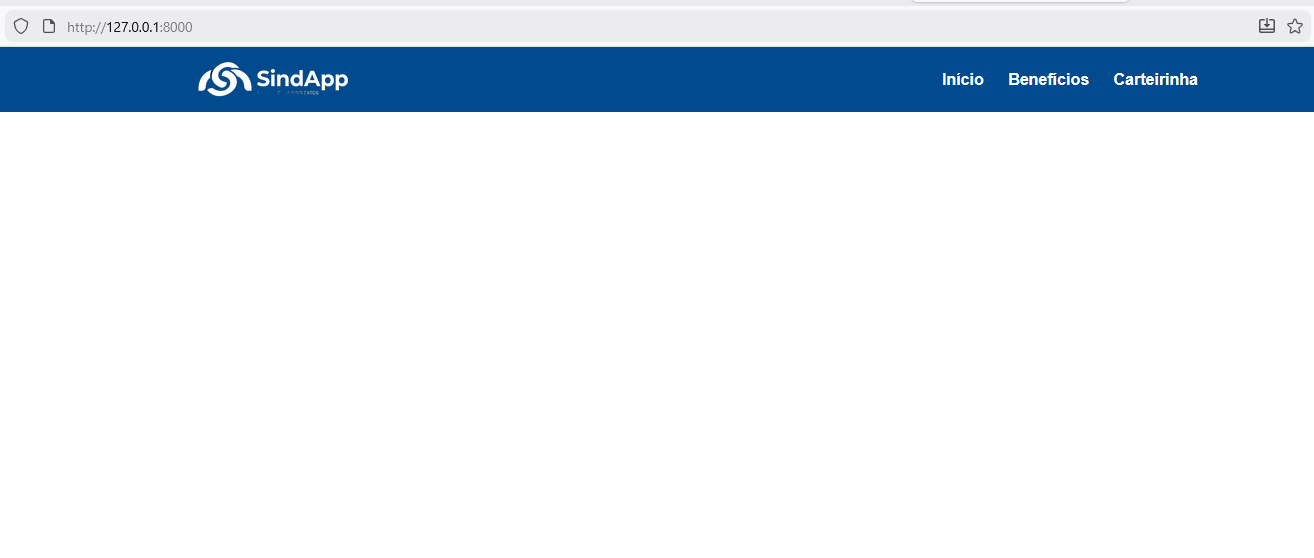 http://127.0.0.1:8000
SindApp
Início Benefícios Carteirinha